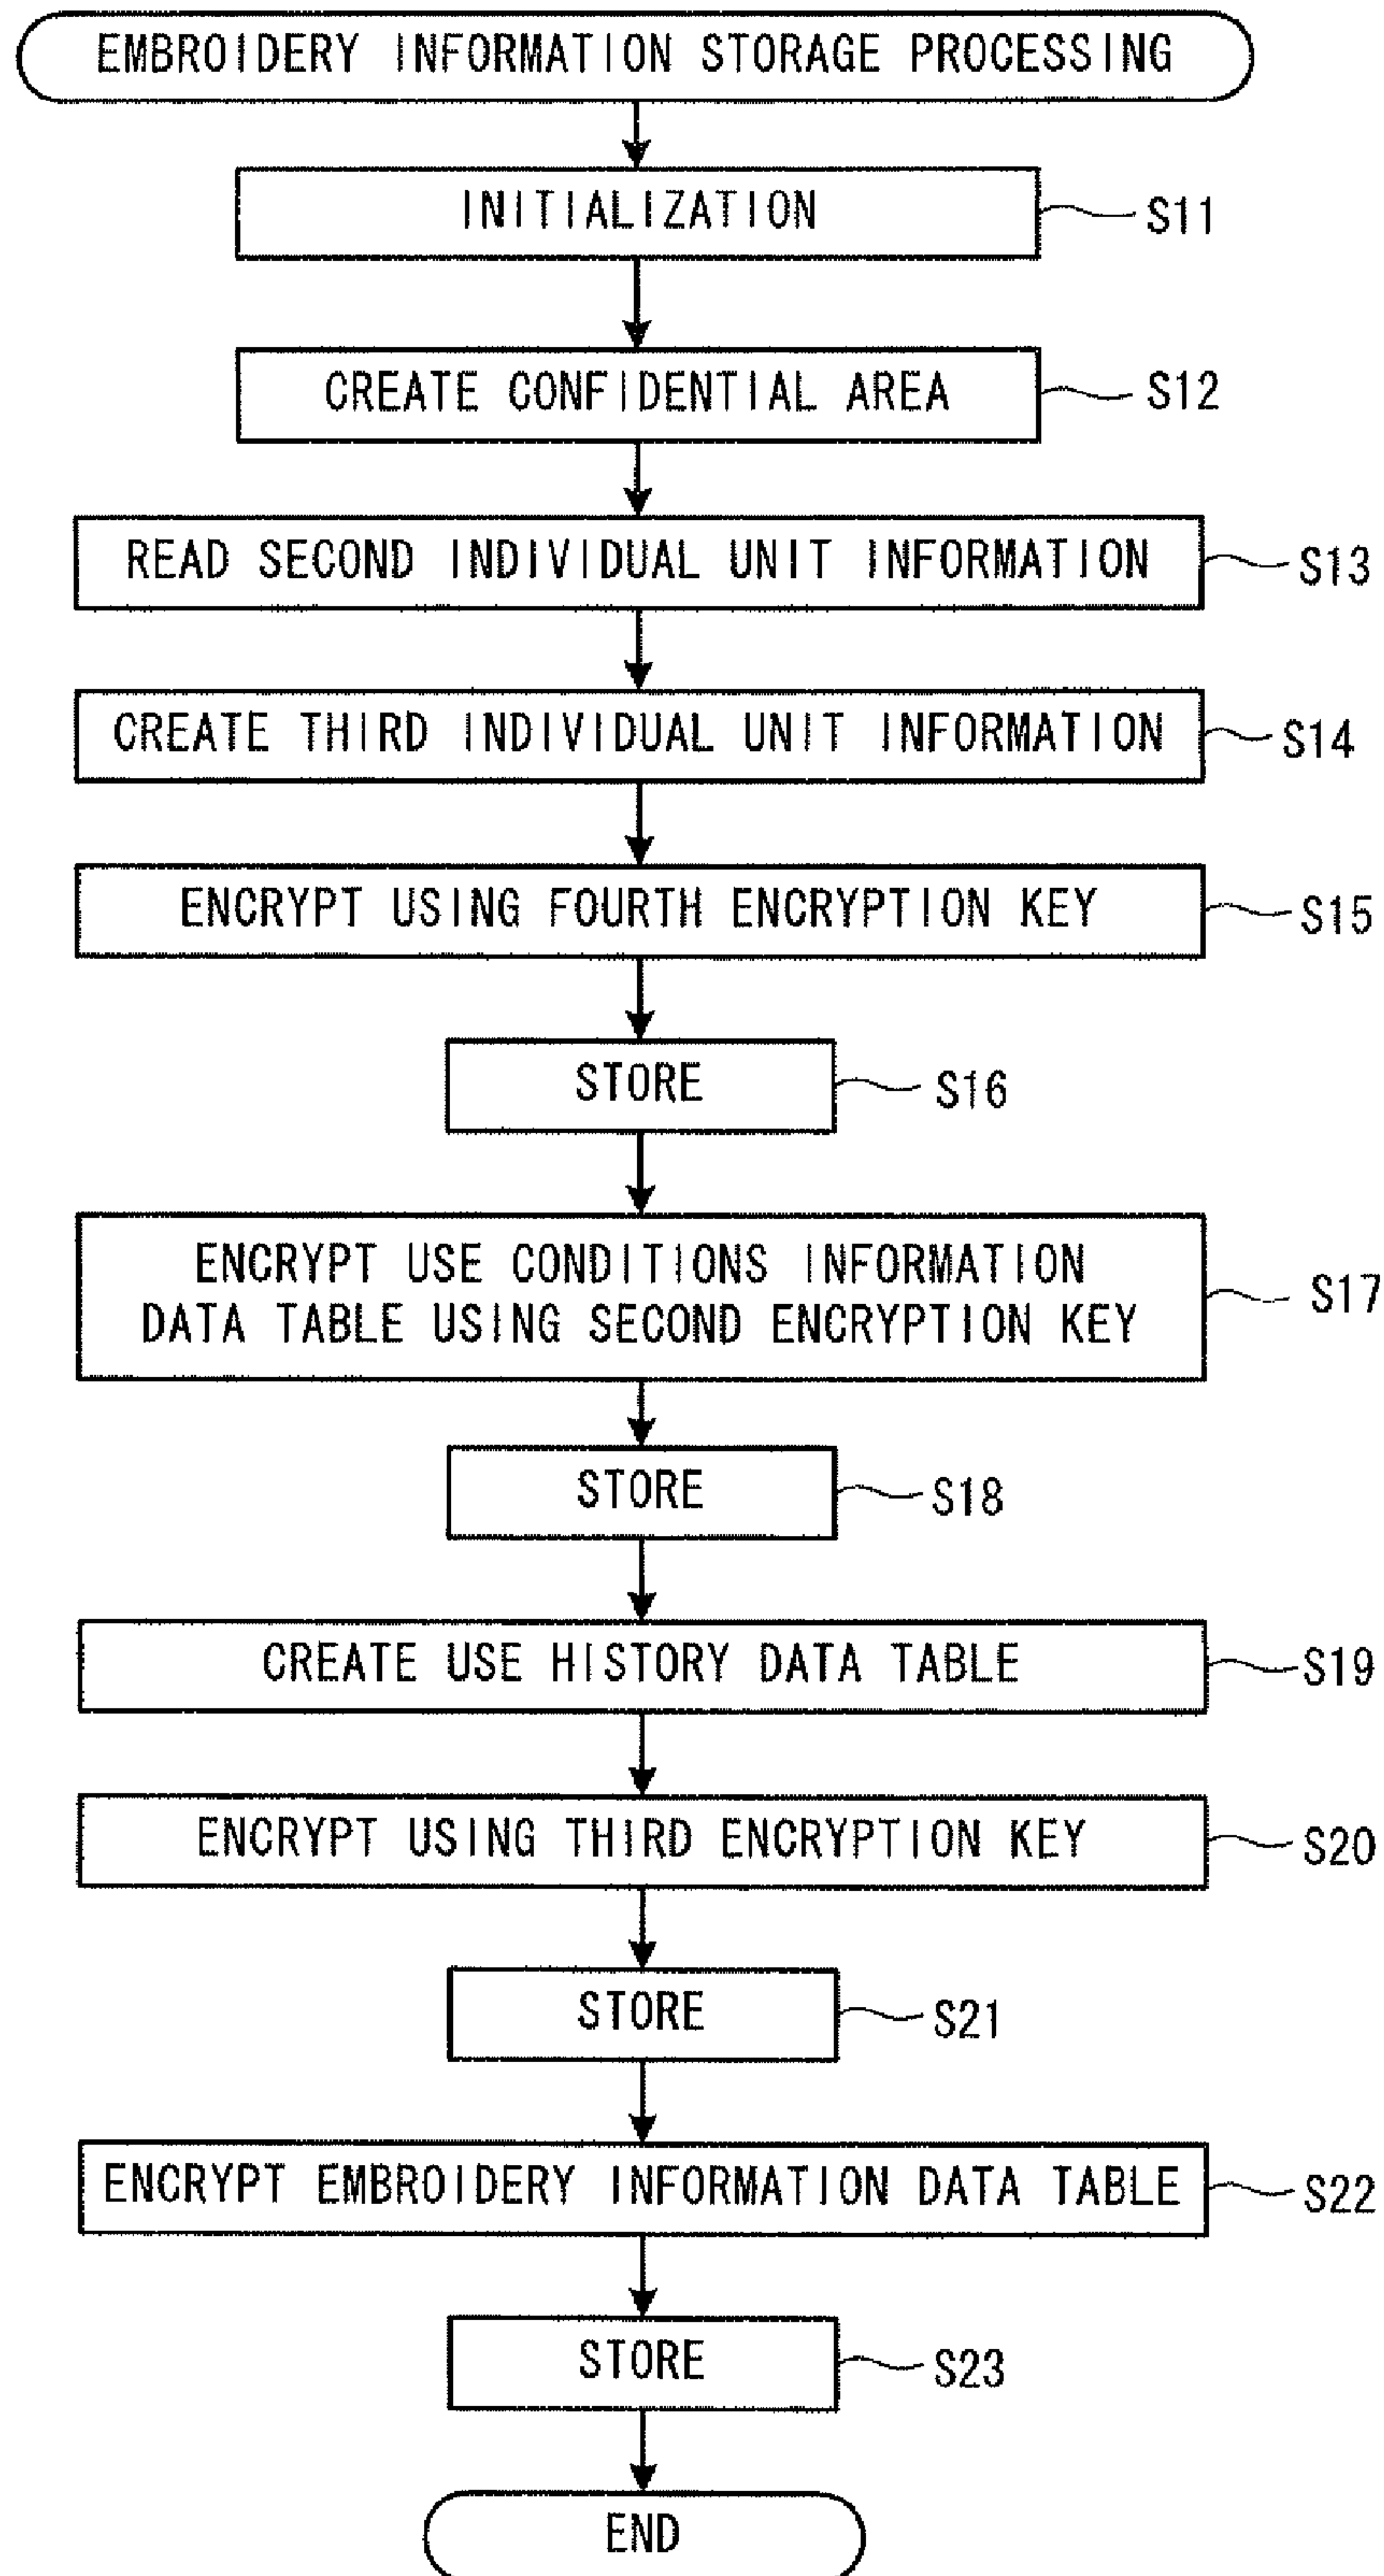 EMBROIDERY INFORMATION STORAGE PROCESSING
INITIALIZATION
S11
CREATE CONFIDENTIAL AREA
S12
READ SECOND INDIVIDUAL UNIT INFORMATION
S13
CREATE THIRD INDIVIDUAL UNIT INFORMATION
S14
ENCRYPT USING FOURTH ENCRYPTION KEY
S15
STORE
S16
ENCRYPT USE CONDITIONS INFORMATION
DATA TABLE USING SECOND ENCRYPTION KEY
S17
STORE
S18
CREATE USE HISTORY DATA TABLE
S19
ENCRYPT USING THIRD ENCRYPTION KEY
S20
STORE
S21
ENCRYPT EMBROIDERY INFORMATION DATA TABLE
S22
STORE
S23
END